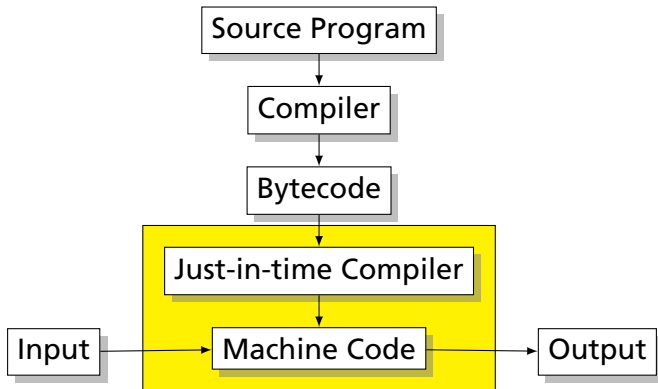 Source Program
Compiler
Bytecode
Just-in-time Compiler
Input
Machine Code
Output